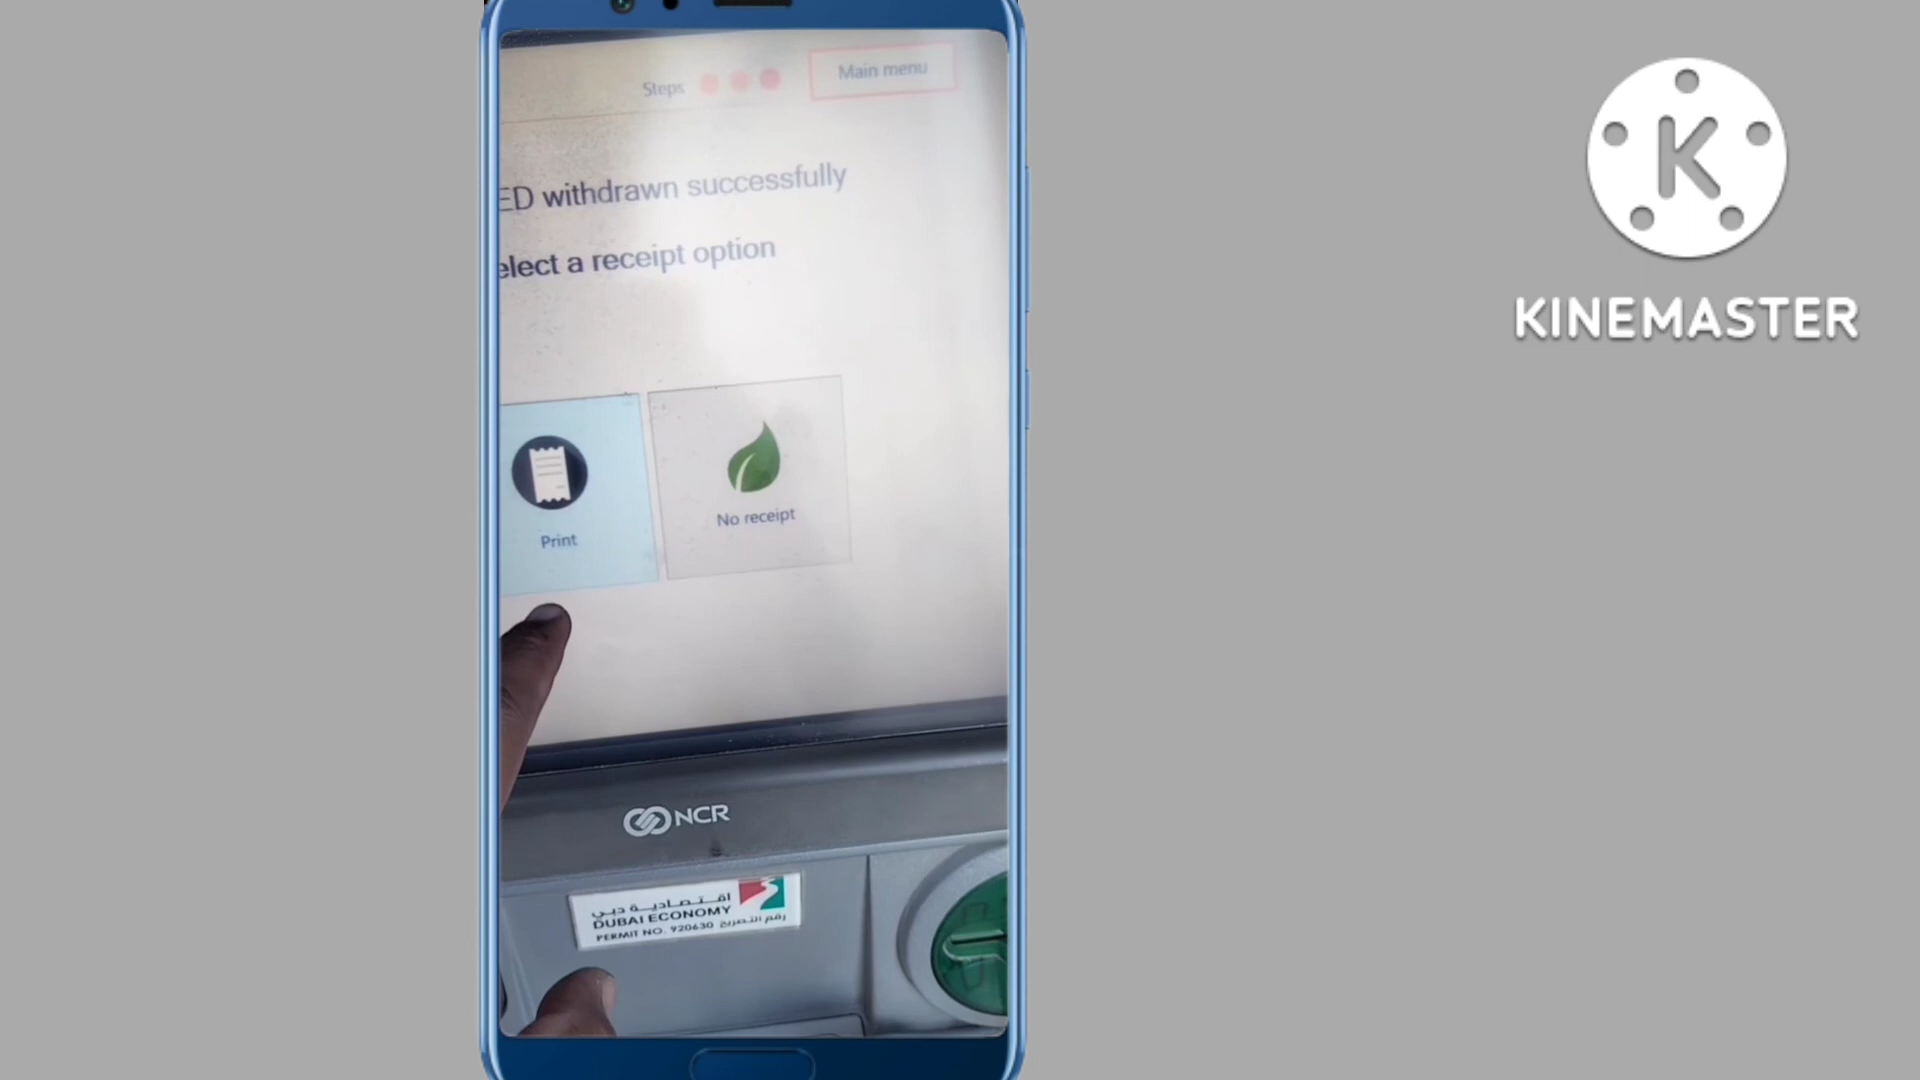 Steps
Main menu
ED withdrawn successfully
elect a receipt option
Print
No receipt
NCR
اقتصادية دبي
DUBAI ECONOMY
PERMIT NO. 920630 رقم التصريح
K
KINEMASTER